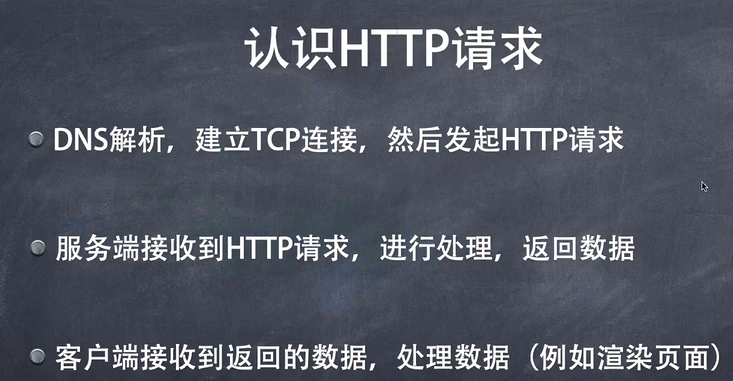 认识HTTP请求
DNS解析，建立TCP连接，然后发起HTTP请求
服务端接收到HTTP请求，进行处理，返回数据
客户端接收到返回的数据，处理数据（例如渲染页面）